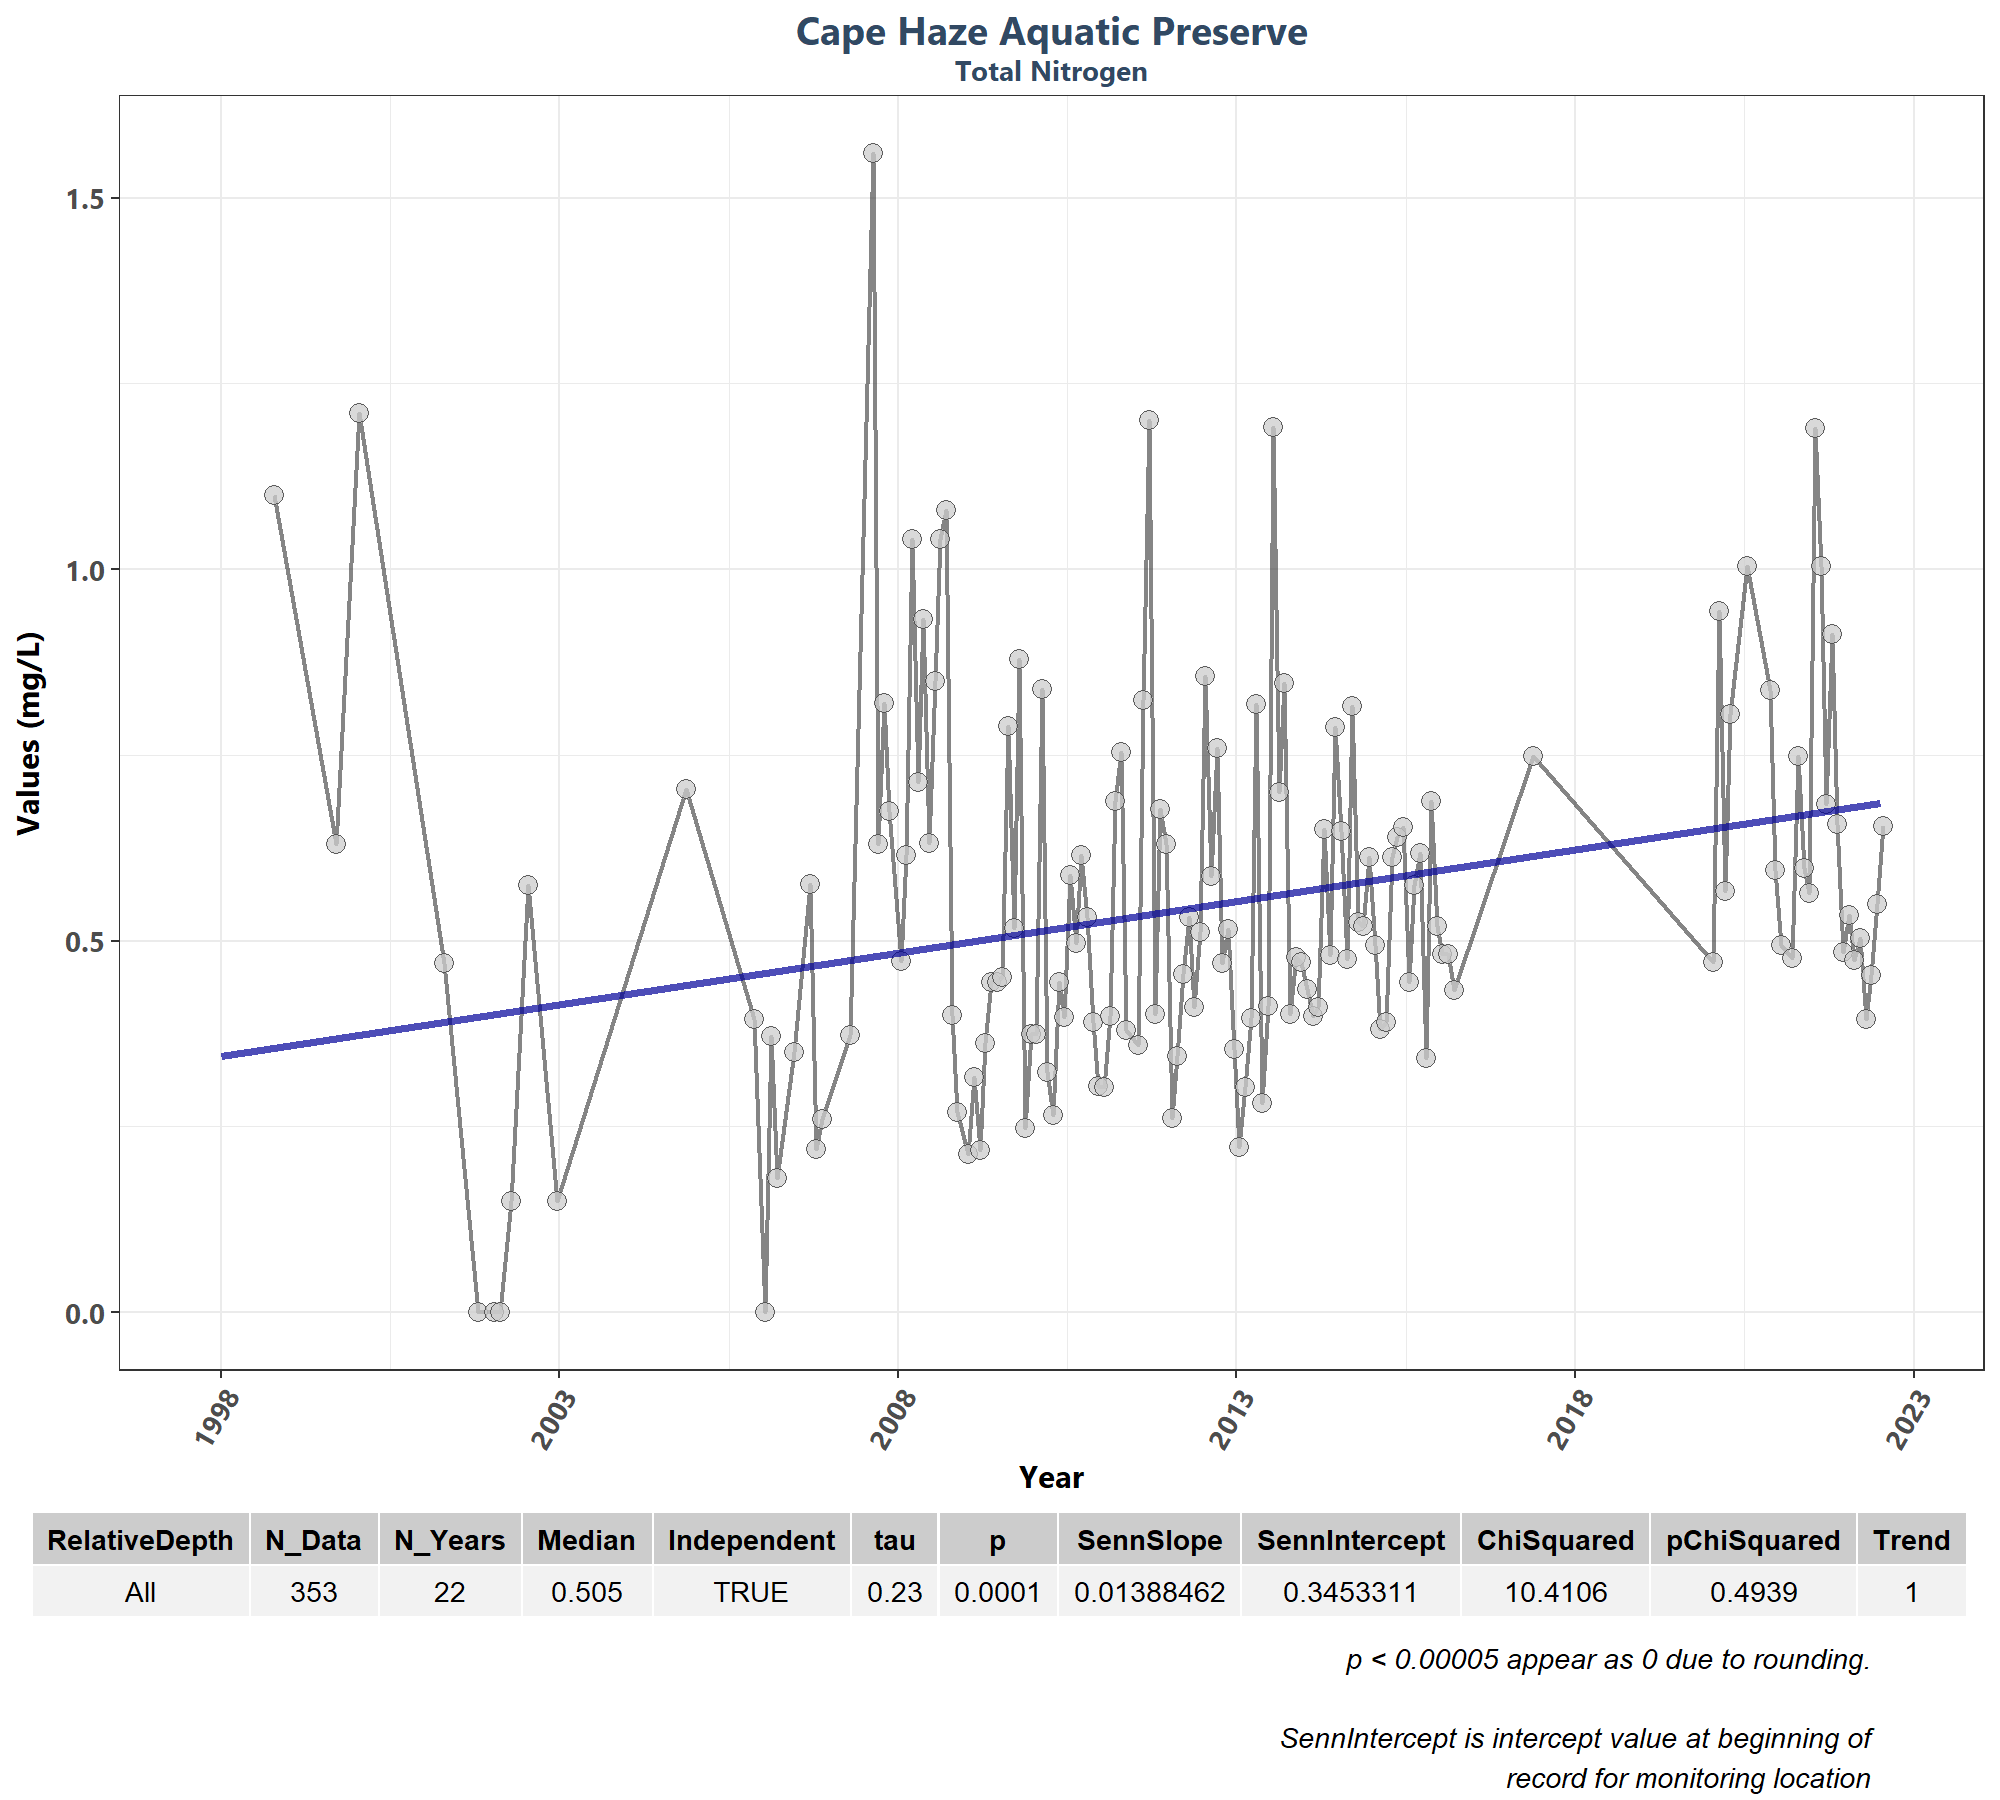 Cape Haze Aquatic Preserve
Total Nitrogen
Values (mg/L)
1.5
1.0
0.5
0.0
1998 2003 2008 2013 2018 2023
Year
RelativeDepth N_Data N_Years Median Independent tau p SennSlope SennIntercept ChiSquared pChiSquared Trend
All 353 22 0.505 TRUE 0.23 0.0001 0.01388462 0.3453311 10.4106 0.4939 1
p < 0.00005 appear as 0 due to rounding.
SennIntercept is intercept value at beginning of
record for monitoring location